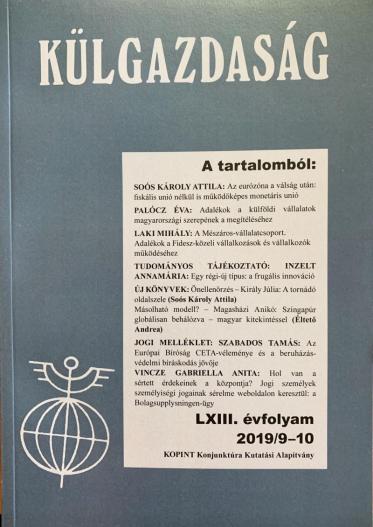 KÜLGAZDASÁG
A tartalomból:
SOÓS KÁROLY ATTILA: Az eurózóna a válság után:
fiskális unió nélkül is működőképes monetáris unió
PALÓCZ ÉVA: Adalékok a külföldi vállalatok
magyarországi szerepének a megítéléséhez
LAKI MIHÁLY: A Mészáros-vállalatcsoport.
Adalékok a Fidesz-közeli vállalkozások és vállalkozók
működéséhez
TUDOMÁNYOS TÁJÉKOZTATÓ: INZELT
ANNAMÁRIA: Egy régi-új típus: a frugális innováció
ÚJ KÖNYVEK: Önellenőrzés – Király Júlia: A tornádó
oldalszele (Soós Károly Attila)
Másolható modell? – Magasházi Anikó: Szingapúr
globálisan behálózva – magyar kitekintéssel (Éltető
Andrea)
JOGI MELLÉKLET: SZABADOS TAMÁS: Az
Európai Bíróság CETA-véleménye és a beruházás-
védelmi bíráskodás jövője
VINCZE GABRIELLA ANITA: Hol van a
sértett érdekeinek a központja? Jogi személyek
személyiségi jogainak sérelme weboldalon keresztül: a
Bolagsupplysningen-ügy
LXIII. évfolyam
2019/9–10
KOPINT Konjunktúra Kutatási Alapítvány